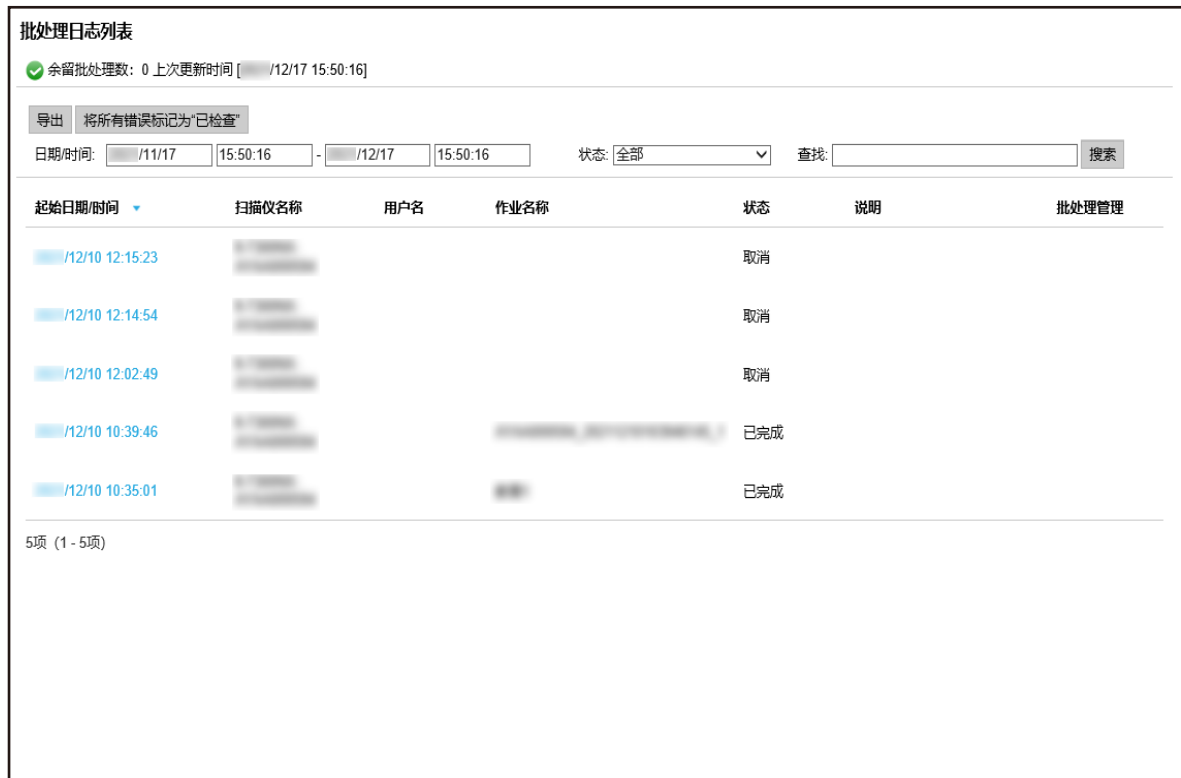 批处理日志列表
余留批处理数：0 上次更新时间 [ /12/17 15:50:16]
导出 将所有错误标记为“已检查”
日期/时间: /11/17 15:50:16 - /12/17 15:50:16 状态: 全部 查找: 搜索
起始日期/时间 扫描仪名称 用户名 作业名称 状态 说明 批处理管理
/12/10 12:15:23 取消
/12/10 12:14:54 取消
/12/10 12:02:49 取消
/12/10 10:39:46 已完成
/12/10 10:35:01 已完成
5项 (1 - 5项)